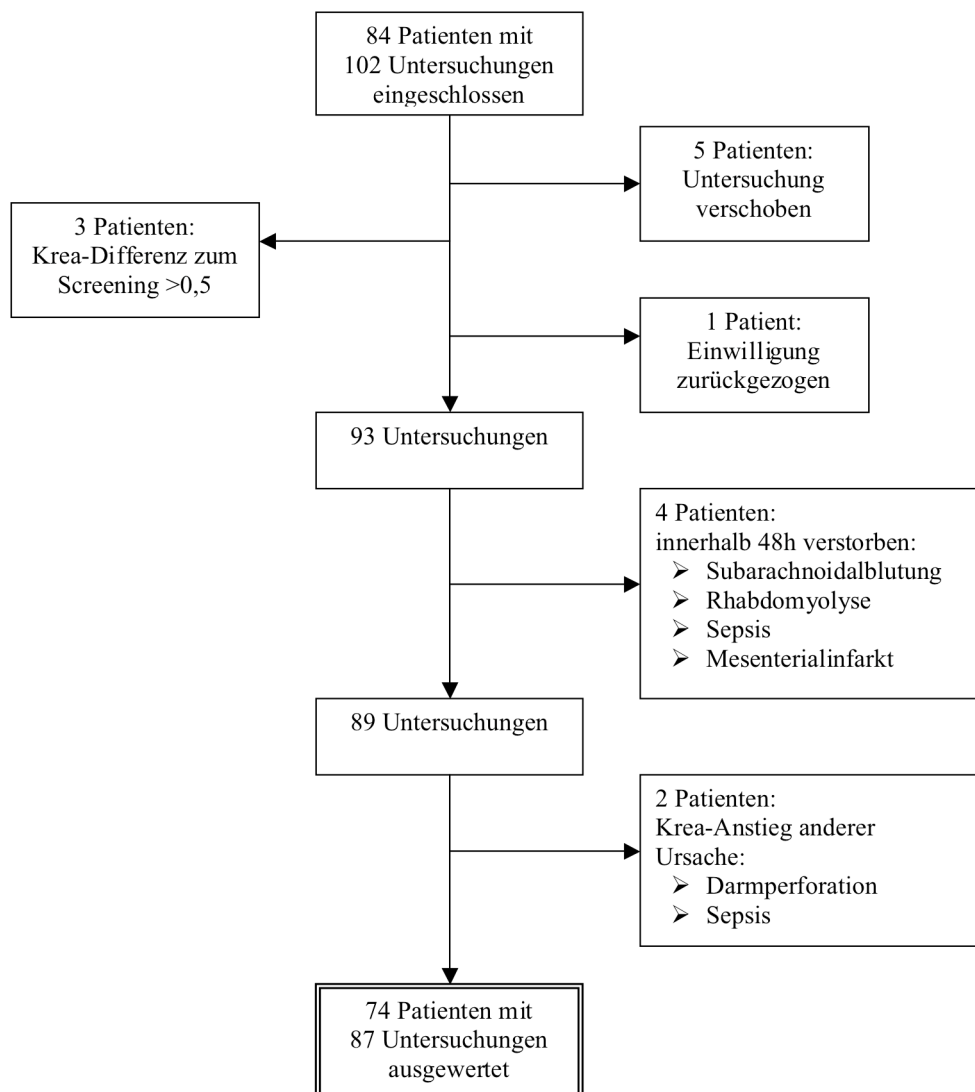 84 Patienten mit
102 Untersuchungen
eingeschlossen
5 Patienten:
Untersuchung
verschoben
3 Patienten:
Krea-Differenz zum
Screening >0,5
1 Patient:
Einwilligung
zurückgezogen
93 Untersuchungen
4 Patienten:
innerhalb 48h verstorben:
➢ Subarachnoidalblutung
➢ Rhabdomyolyse
➢ Sepsis
➢ Mesenterialinfarkt
89 Untersuchungen
2 Patienten:
Krea-Anstieg anderer
Ursache:
➢ Darmperforation
➢ Sepsis
74 Patienten mit
87 Untersuchungen
ausgewertet